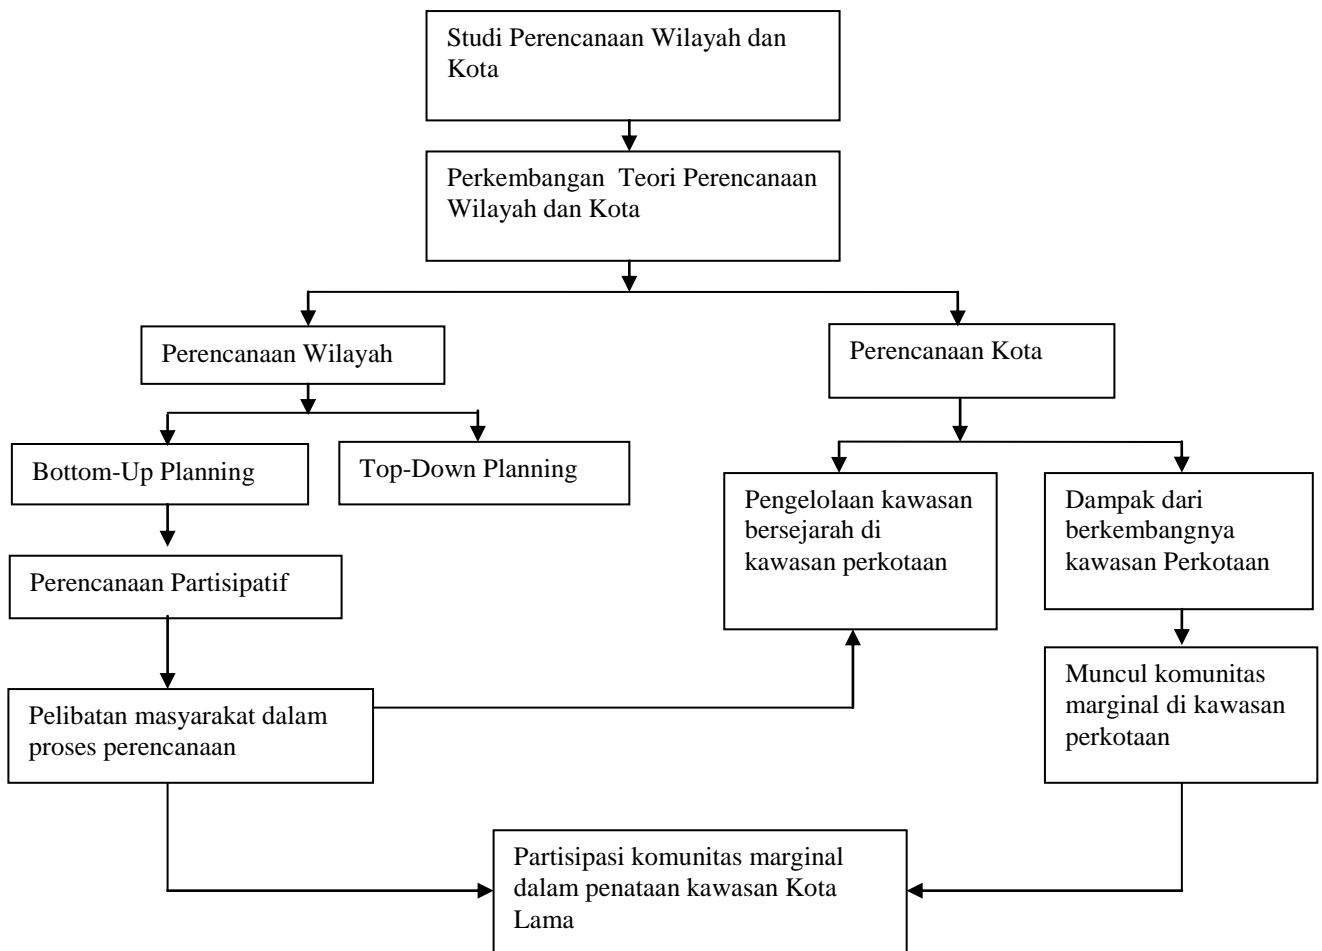 Studi Perencanaan Wilayah dan
Kota
Perkembangan  Teori Perencanaan
Wilayah dan Kota
Perencanaan Wilayah
Perencanaan Kota
Bottom-Up Planning
Top-Down Planning
Pengelolaan kawasan
bersejarah di
kawasan perkotaan
Dampak dari
berkembangnya
kawasan Perkotaan
Perencanaan Partisipatif
Pelibatan masyarakat dalam
proses perencanaan
Muncul komunitas
marginal di kawasan
perkotaan
Partisipasi komunitas marginal
dalam penataan kawasan Kota
Lama